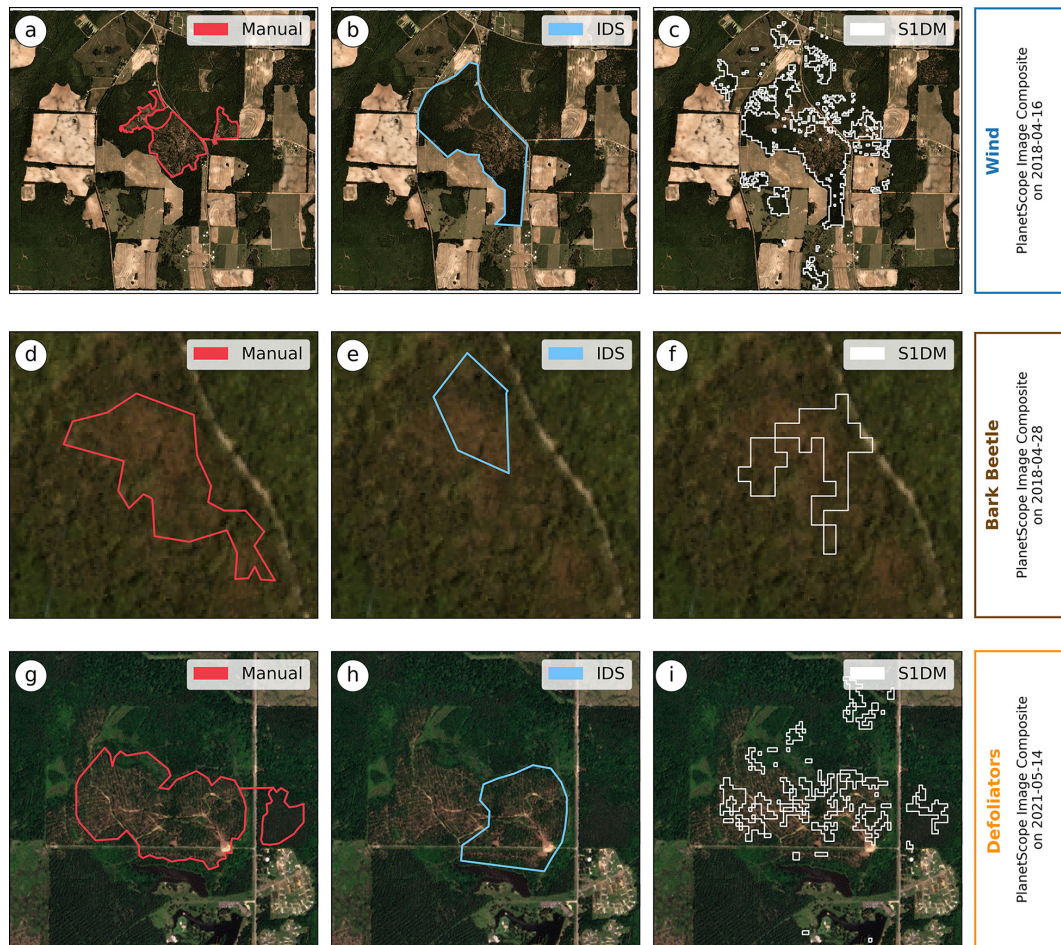 a
Manual
b
IDS
c
S1DM
Wind
PlanetScope Image Composite
on 2018-04-16
d
Manual
e
IDS
f
S1DM
Bark Beetle
PlanetScope Image Composite
on 2018-04-28
g
Manual
h
IDS
i
S1DM
Defoliators
PlanetScope Image Composite
on 2021-05-14